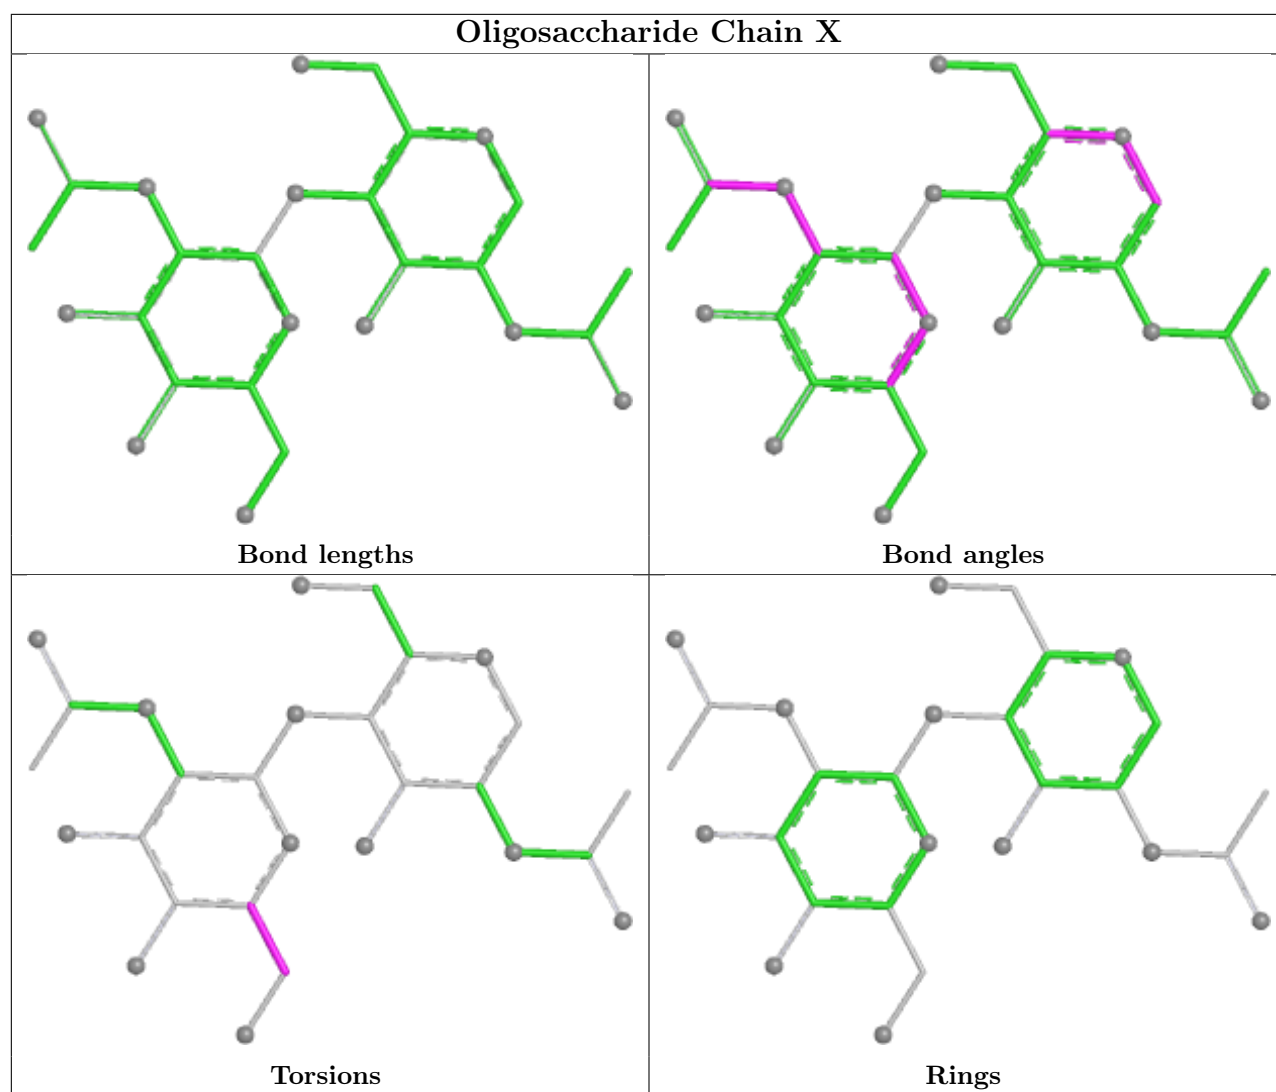 Oligosaccharide Chain X
Bond lengths
Bond angles
Torsions
Rings